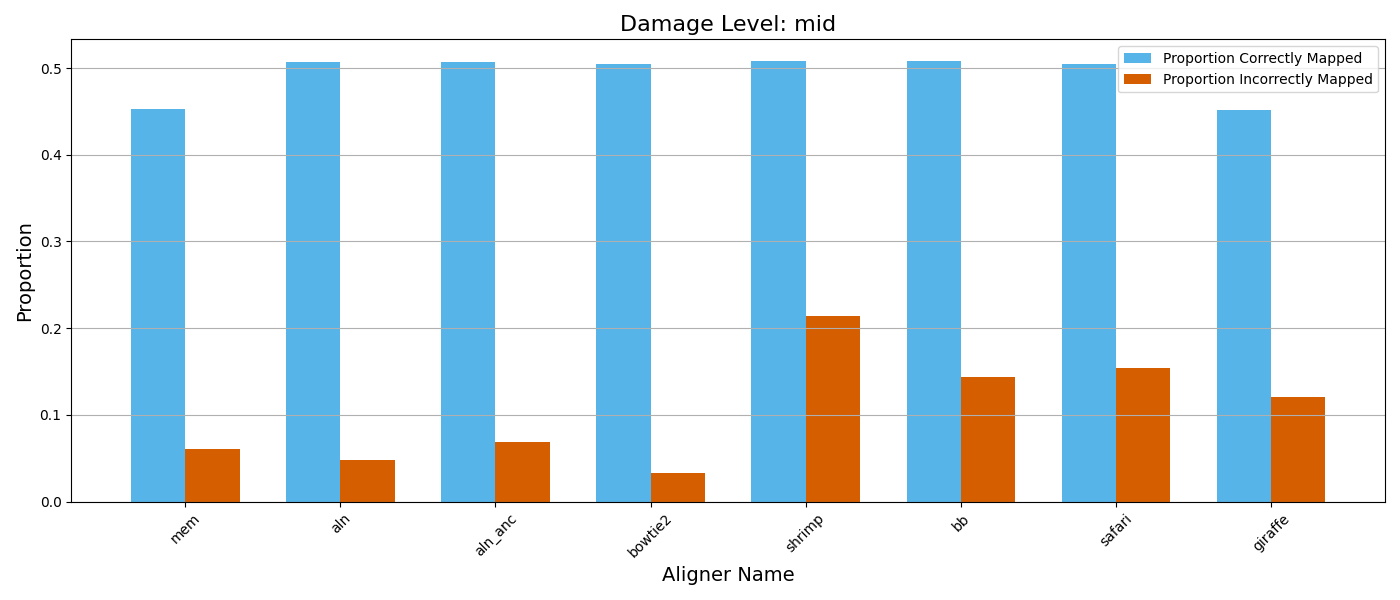 Damage Level: mid
Proportion Correctly Mapped
Proportion Incorrectly Mapped
Proportion
0.5
0.4
0.3
0.2
0.1
0.0
mem
aln
aln_anc
bowtie2
shrimp
bb
safari
giraffe
Aligner Name